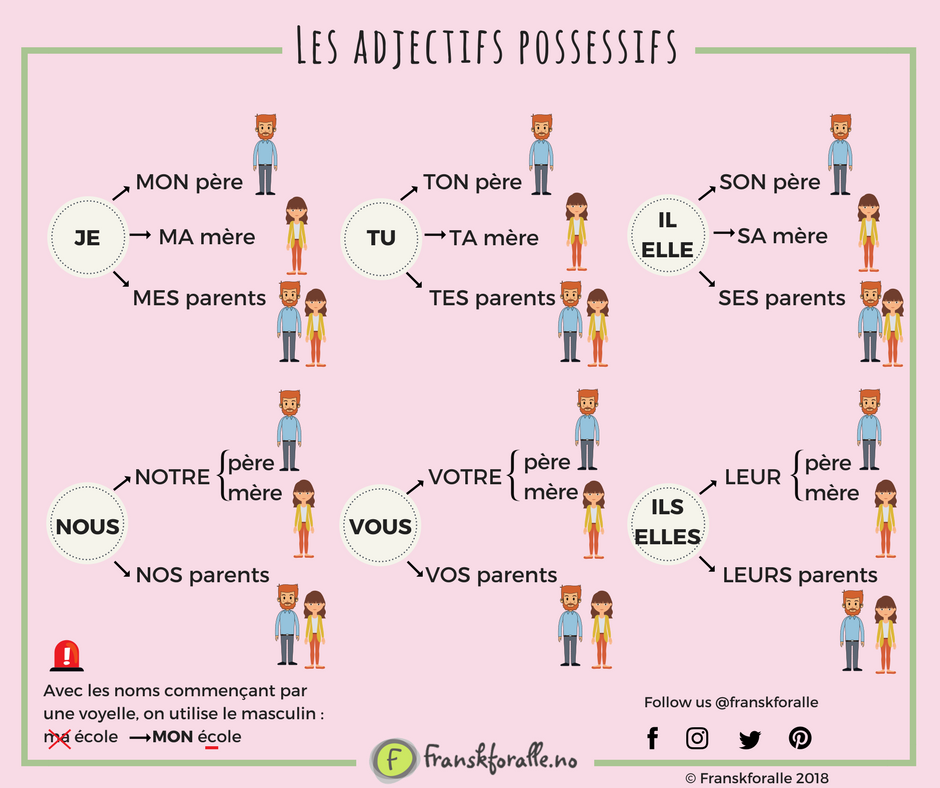 LES ADJECTIFS POSSESSIFS
JE
MON père
MA mère
MES parents
TU
TON père
TA mère
TES parents
IL
ELLE
SON père
SA mère
SES parents
NOUS
NOTRE
père
mère
NOS parents
VOUS
VOTRE
père
mère
VOS parents
ILS
ELLES
LEUR
père
mère
LEURS parents
!
Avec les noms commençant par
une voyelle, on utilise le masculin :
ma école → MON école
F franskforalle.no
Follow us @franskforalle
© Franskforalle 2018